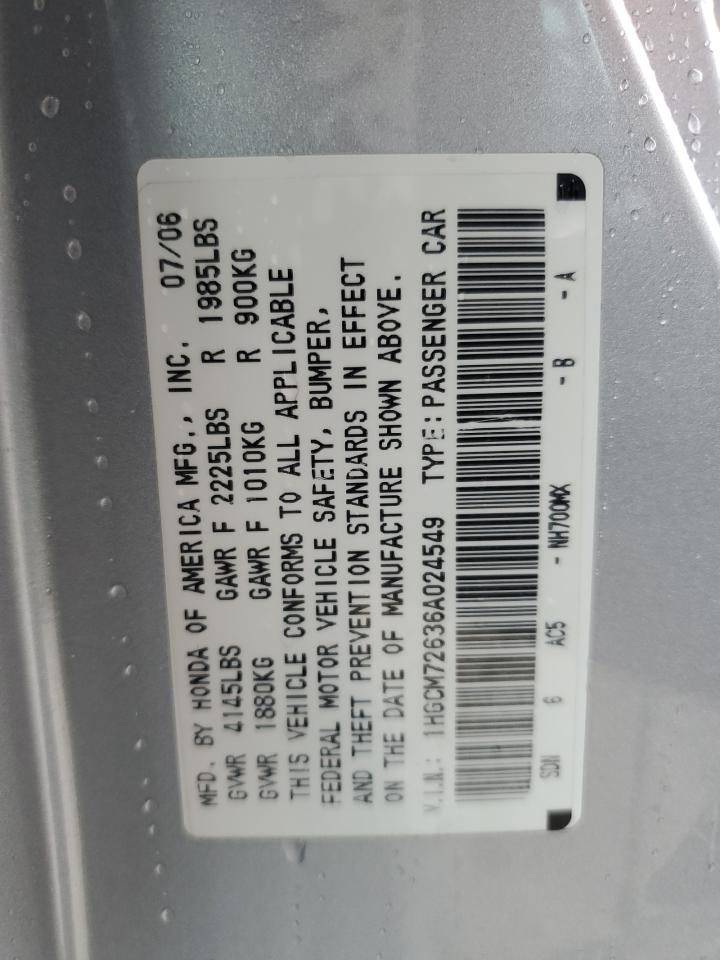 MFD. BY HONDA OF AMERICA MFG., INC. 07/06
GVWR 4145LBS GAWR F 2225LBS R 1985LBS
GVWR 1880KG GAWR F 1010KG R 900KG
THIS VEHICLE CONFORMS TO ALL APPLICABLE
FEDERAL MOTOR VEHICLE SAFETY, BUMPER,
AND THEFT PREVENTION STANDARDS IN EFFECT
ON THE DATE OF MANUFACTURE SHOWN ABOVE.
V.I.N.: 1HGCM72636A024549 TYPE: PASSENGER CAR
SDN 6 AC5 - NH700MX - B - A